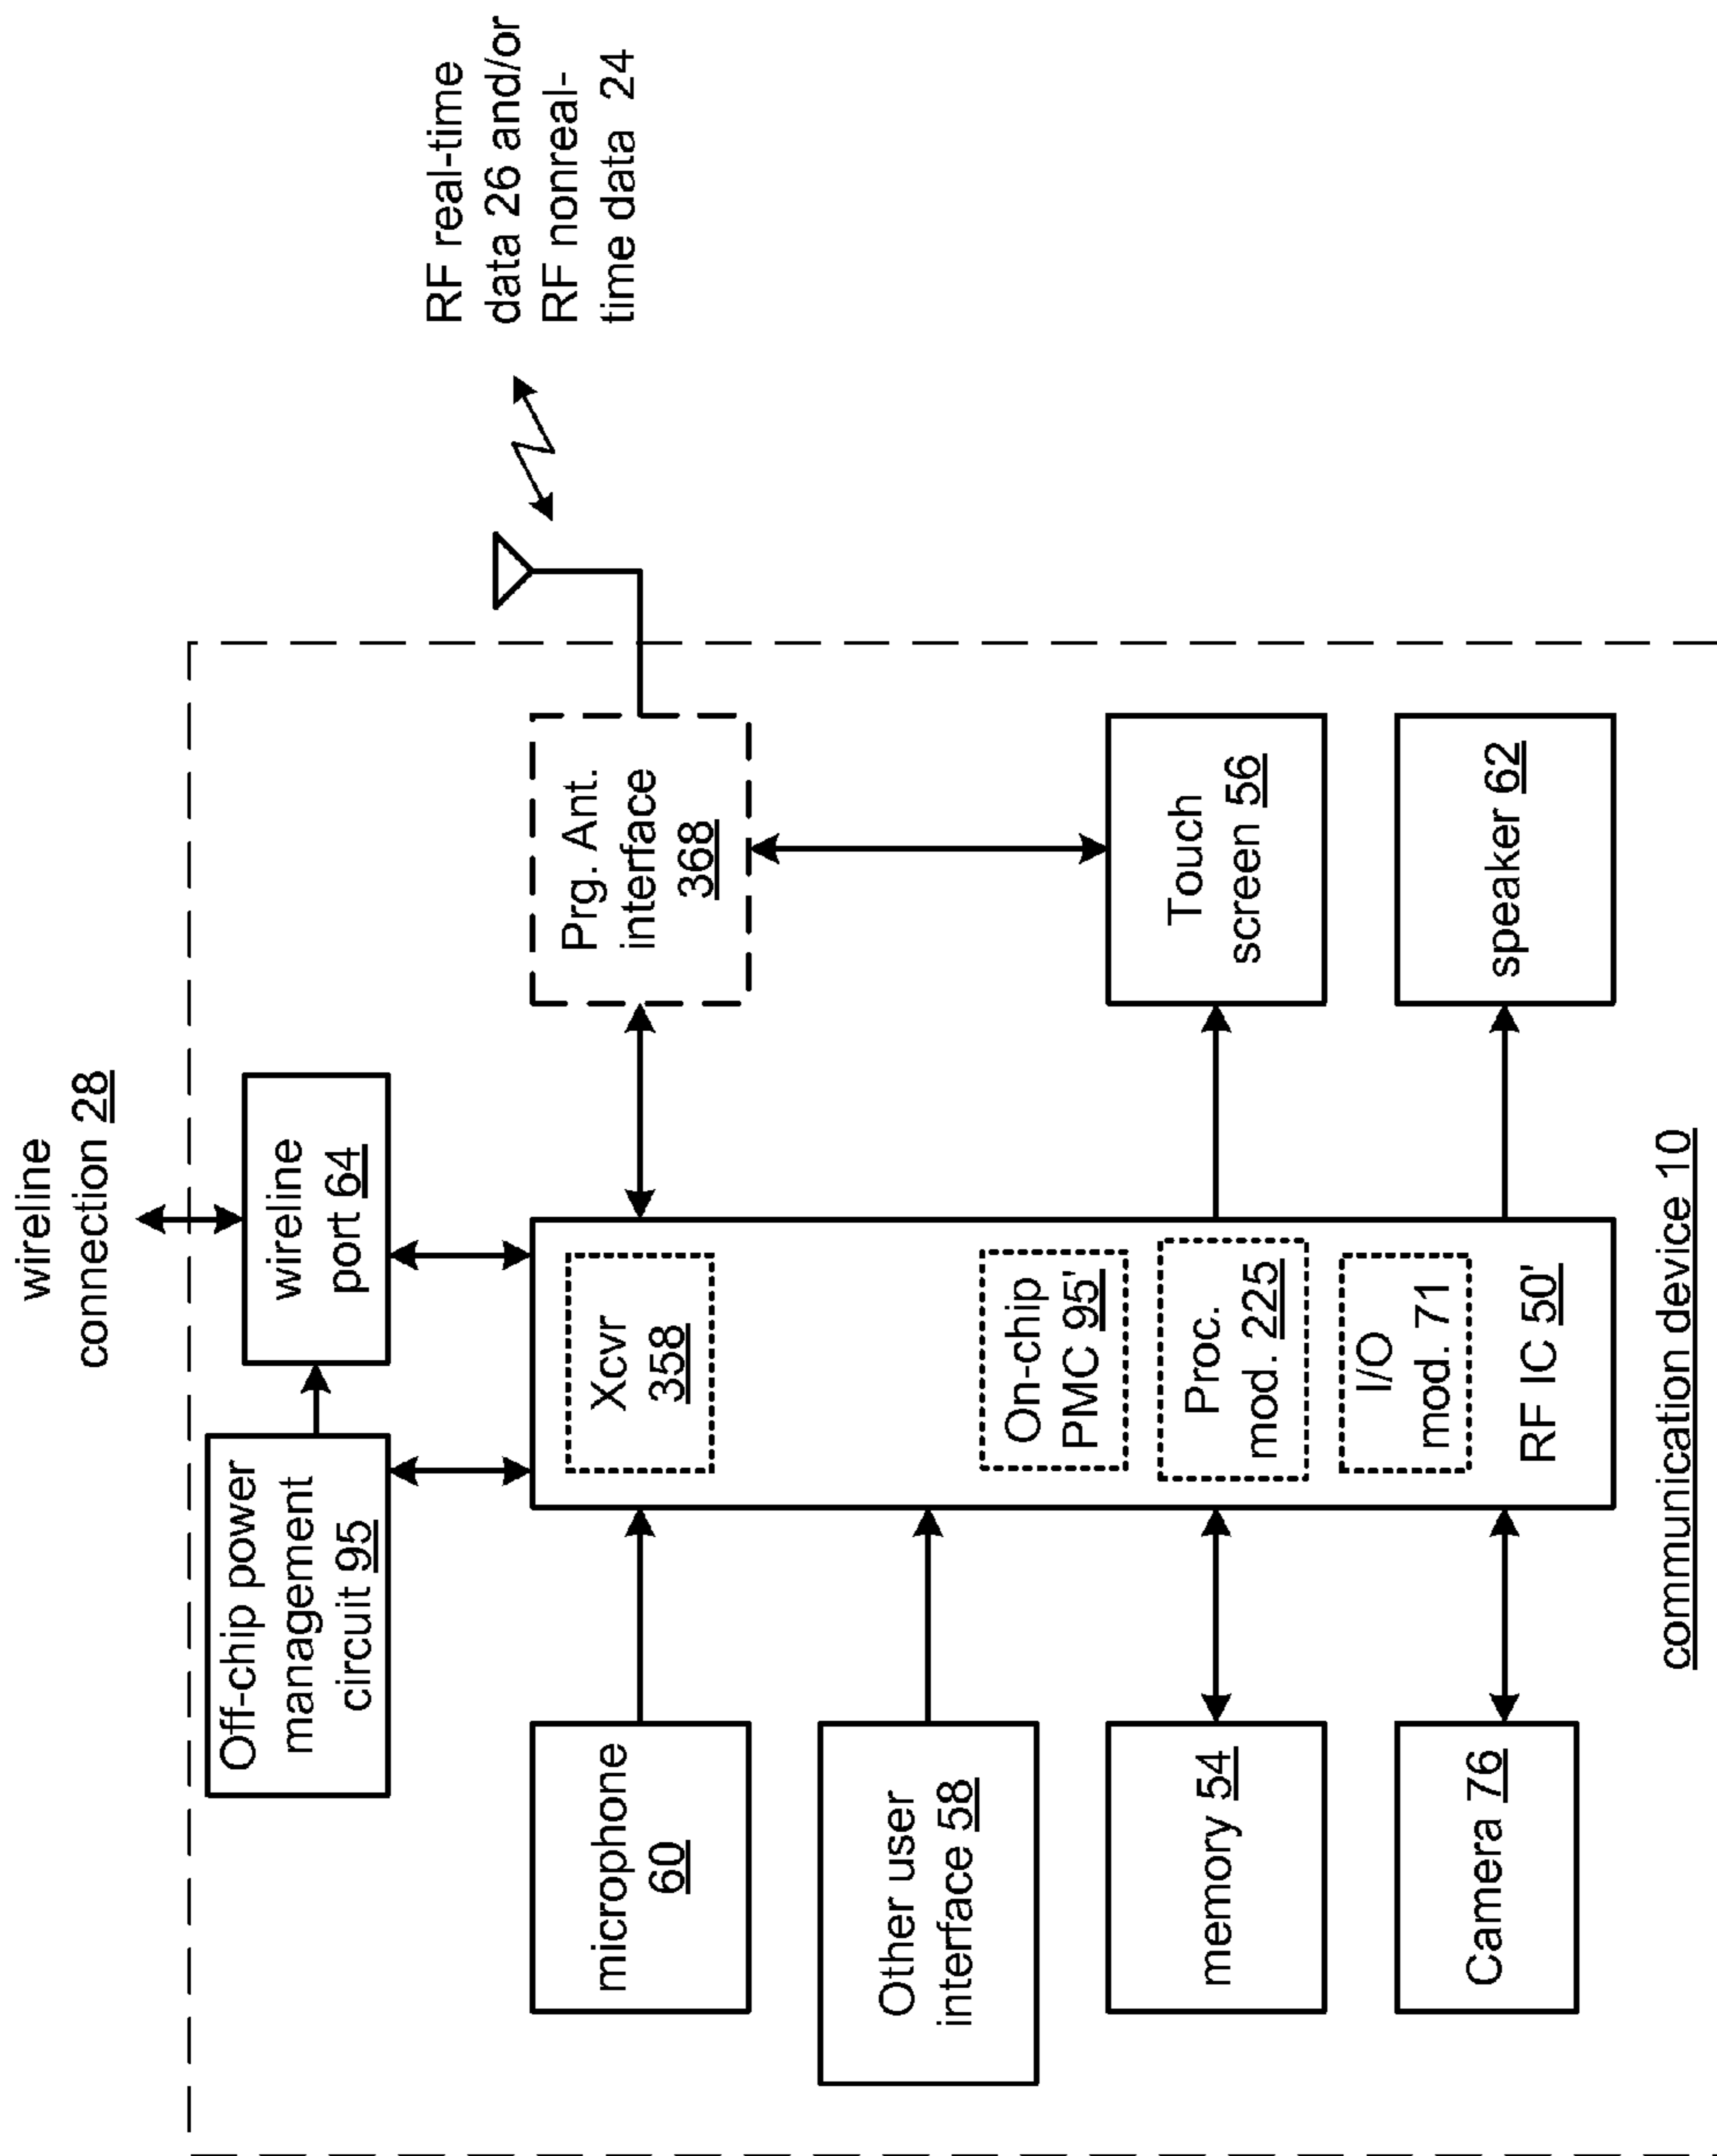 wireline
connection 28
Off-chip power
management
circuit 95
wireline
port 64
RF real-time
data 26 and/or
RF nonreal-
time data 24
microphone
60
Xcvr
358
Prg. Ant.
interface
368
Other user
interface 58
On-chip
PMC 95'
memory 54
Proc.
mod. 225
Touch
screen 56
Camera 76
I/O
mod. 71
RF IC 50'
speaker 62
communication device 10